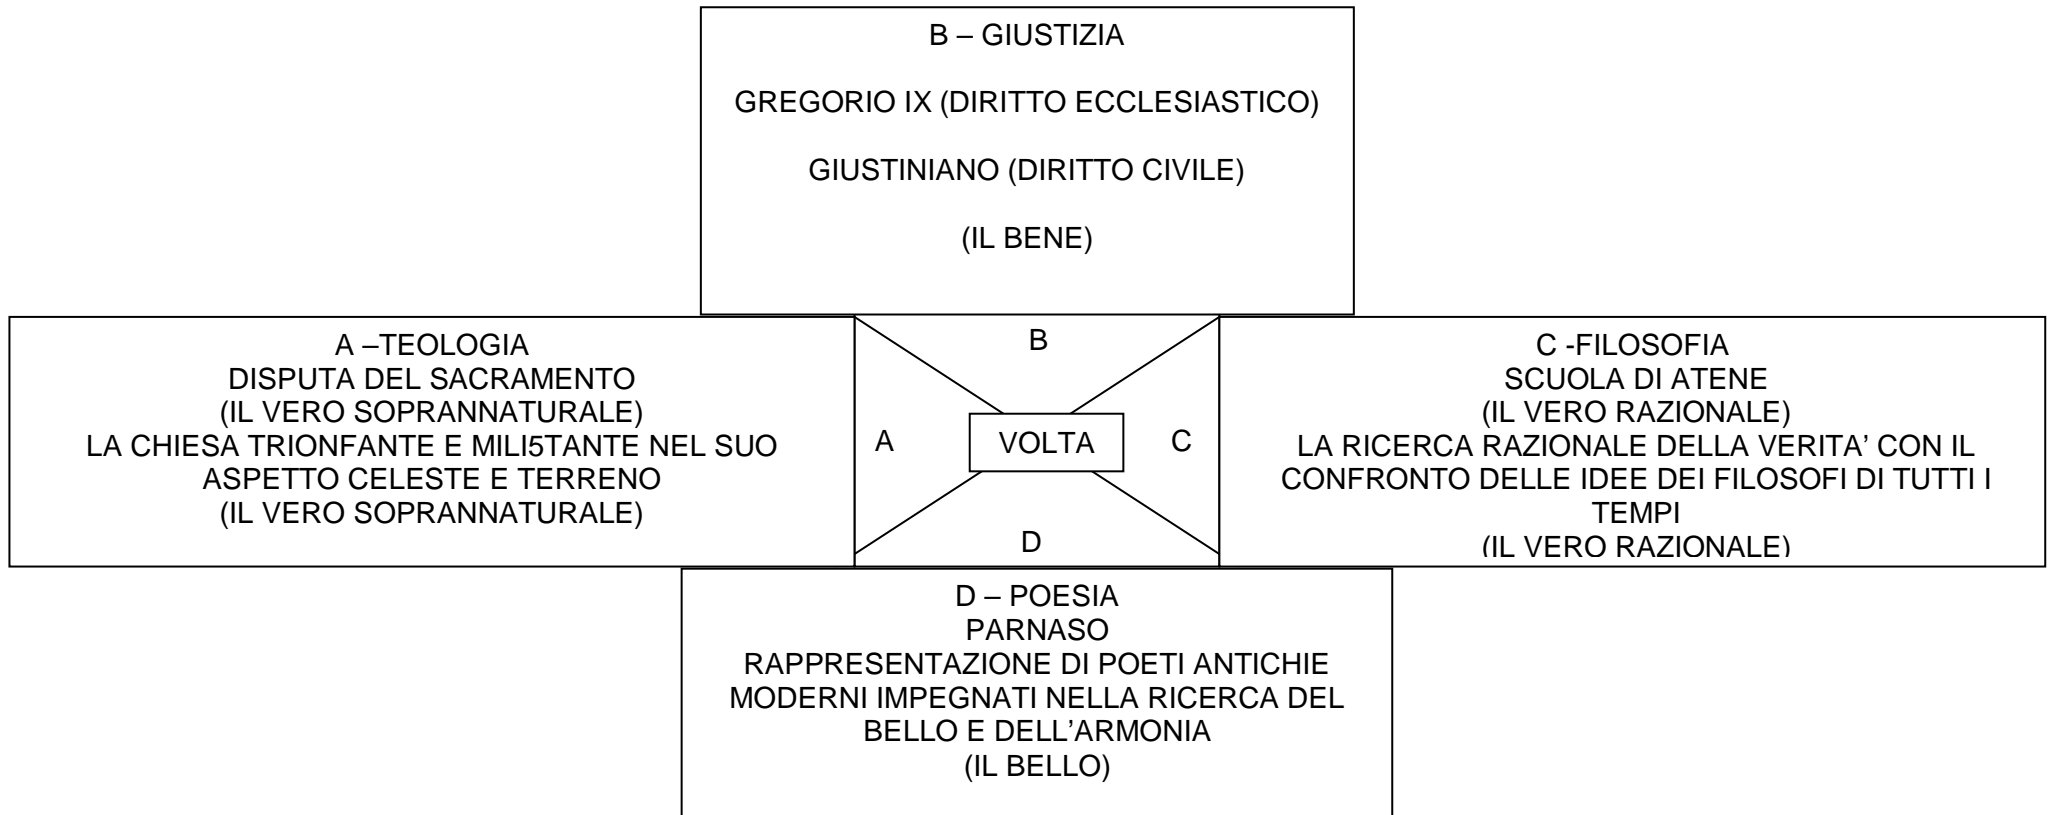 B – GIUSTIZIA
GREGORIO IX (DIRITTO ECCLESIASTICO)
GIUSTINIANO (DIRITTO CIVILE)
(IL BENE)
A –TEOLOGIA
DISPUTA DEL SACRAMENTO
(IL VERO SOPRANNATURALE)
LA CHIESA TRIONFANTE E MILI5TANTE NEL SUO
ASPETTO CELESTE E TERRENO
(IL VERO SOPRANNATURALE)
B
A
VOLTA
C
D
C -FILOSOFIA
SCUOLA DI ATENE
(IL VERO RAZIONALE)
LA RICERCA RAZIONALE DELLA VERITA’ CON IL
CONFRONTO DELLE IDEE DEI FILOSOFI DI TUTTI I
TEMPI
(IL VERO RAZIONALE)
D – POESIA
PARNASO
RAPPRESENTAZIONE DI POETI ANTICHIE
MODERNI IMPEGNATI NELLA RICERCA DEL
BELLO E DELL’ARMONIA
(IL BELLO)